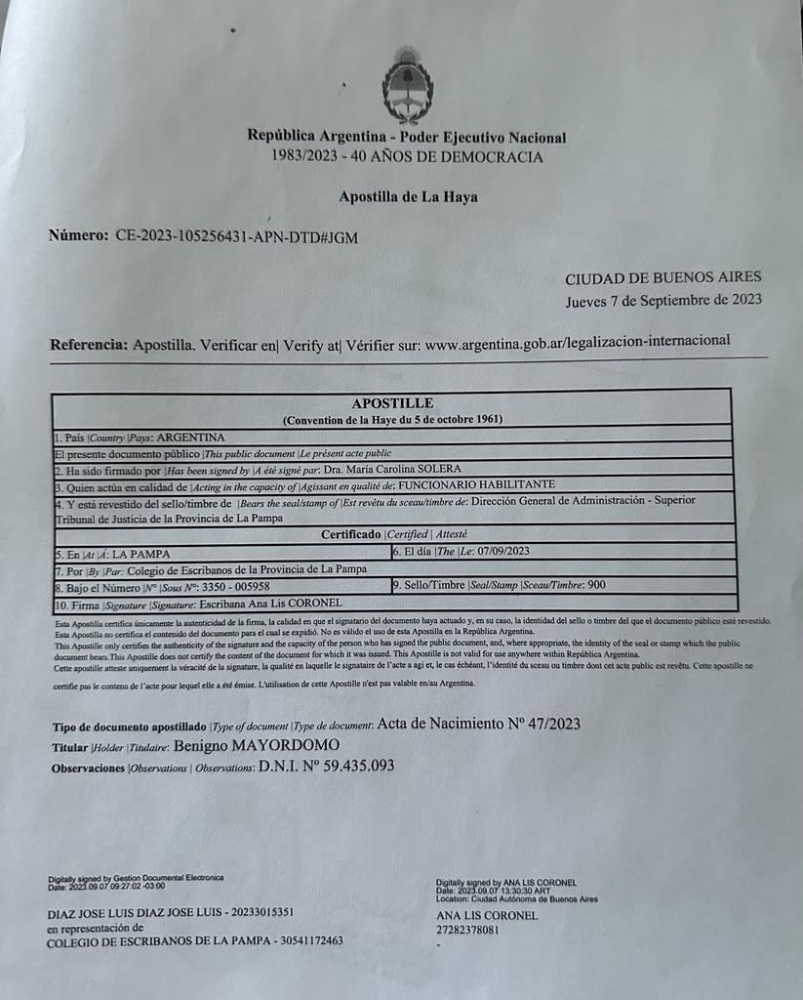 República Argentina - Poder Ejecutivo Nacional
1983/2023 - 40 AÑOS DE DEMOCRACIA
Apostilla de La Haya
Número: CE-2023-105256431-APN-DTD#JGM
CIUDAD DE BUENOS AIRES
Jueves 7 de Septiembre de 2023
Referencia: Apostilla. Verificar en| Verify at| Vérifier sur: www.argentina.gob.ar/legalizacion-internacional
APOSTILLE
(Convention de la Haye du 5 de octobre 1961)
1. País |Country |Pays: ARGENTINA
El presente documento público |This public document |Le présent acte public
2. Ha sido firmado por |Has been signed by |A été signé par: Dra. María Carolina SOLERA
3. Quien actúa en calidad de |Acting in the capacity of |Agissant en qualité de: FUNCIONARIO HABILITANTE
4. Y está revestido del sello/timbre de |Bears the seal/stamp of |Est revêtu du sceau/timbre de: Dirección General de Administración - Superior
Tribunal de Justicia de la Provincia de La Pampa
Certificado |Certified | Attesté
5. En |At |Á: LA PAMPA
6. El día |The |Le: 07/09/2023
7. Por |By |Par: Colegio de Escribanos de la Provincia de La Pampa
8. Bajo el Número |Nº |Sous Nº: 3350 - 005958
9. Sello/Timbre |Seal/Stamp |Sceau/Timbre: 900
10. Firma |Signature |Signature: Escribana Ana Lis CORONEL
Esta Apostilla certifica únicamente la autenticidad de la firma, la calidad en que el signatario del documento haya actuado y, en su caso, la identidad del sello o timbre del que el documento público esté revestido.
Esta Apostilla no certifica el contenido del documento para el cual se expidió. No es válido el uso de esta Apostilla en la República Argentina.
This Apostille only certifies the authenticity of the signature and the capacity of the person who has signed the public document, and, where appropriate, the identity of the seal or stamp which the public
document bears.This Apostille does not certify the content of the document for which it was issued. This Apostille is not valid for use anywhere within República Argentina.
Cette apostille atteste uniquement la véracité de la signature, la qualité en laquelle le signataire de l'acte a agi et, le cas échéant, l'identité du sceau ou timbre dont cet acte public est revêtu. Cette apostille ne
certifie pas le contenu de l'acte pour lequel elle a été émise. L'utilisation de cette Apostille n'est pas valable en/au Argentina.
Tipo de documento apostillado |Type of document |Type de document: Acta de Nacimiento Nº 47/2023
Titular |Holder |Titulaire: Benigno MAYORDOMO
Observaciones |Observations | Observations: D.N.I. Nº 59.435.093
Digitally signed by Gestion Documental Electronica
Date: 2023.09.07 09:27:02 -03:00
DIAZ JOSE LUIS DIAZ JOSE LUIS - 20233015351
en representación de
COLEGIO DE ESCRIBANOS DE LA PAMPA - 30541172463
Digitally signed by ANA LIS CORONEL
Date: 2023.09.07 13:30:30 ART
Location: Ciudad Autónoma de Buenos Aires
ANA LIS CORONEL
27282378081
-